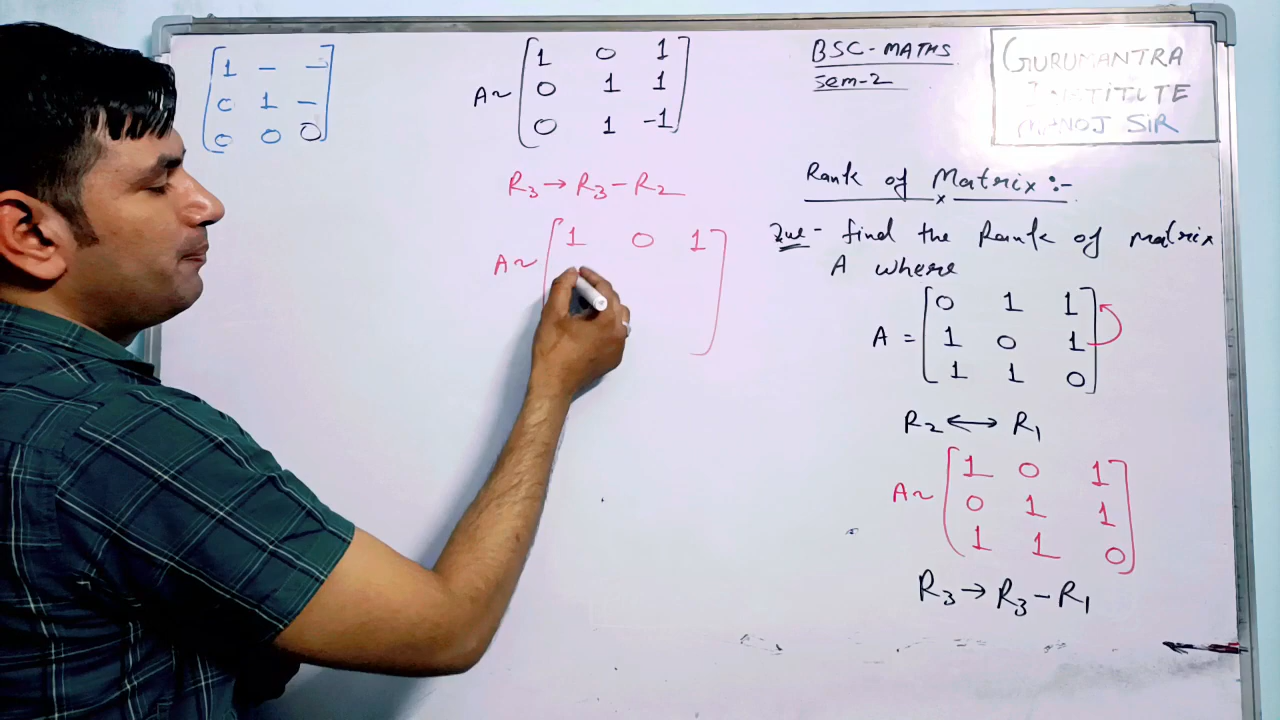 1 - -
0 1 -
0 0 0
A~ [1 0 1
0 1 1
0 1 -1]
R₃→R₃-R₂
A~ [1 0 1]
BSC-MATHS
Sem-2
GURUMANTRA
INSTITUTE
MANOJ SIR
Rank of Matrix:-
Que- find the Rank of matrix
A where
A = [0 1 1
1 0 1
1 1 0]
R₂ ↔ R₁
A~ [1 0 1
0 1 1
1 1 0]
R₃→R₃-R₁